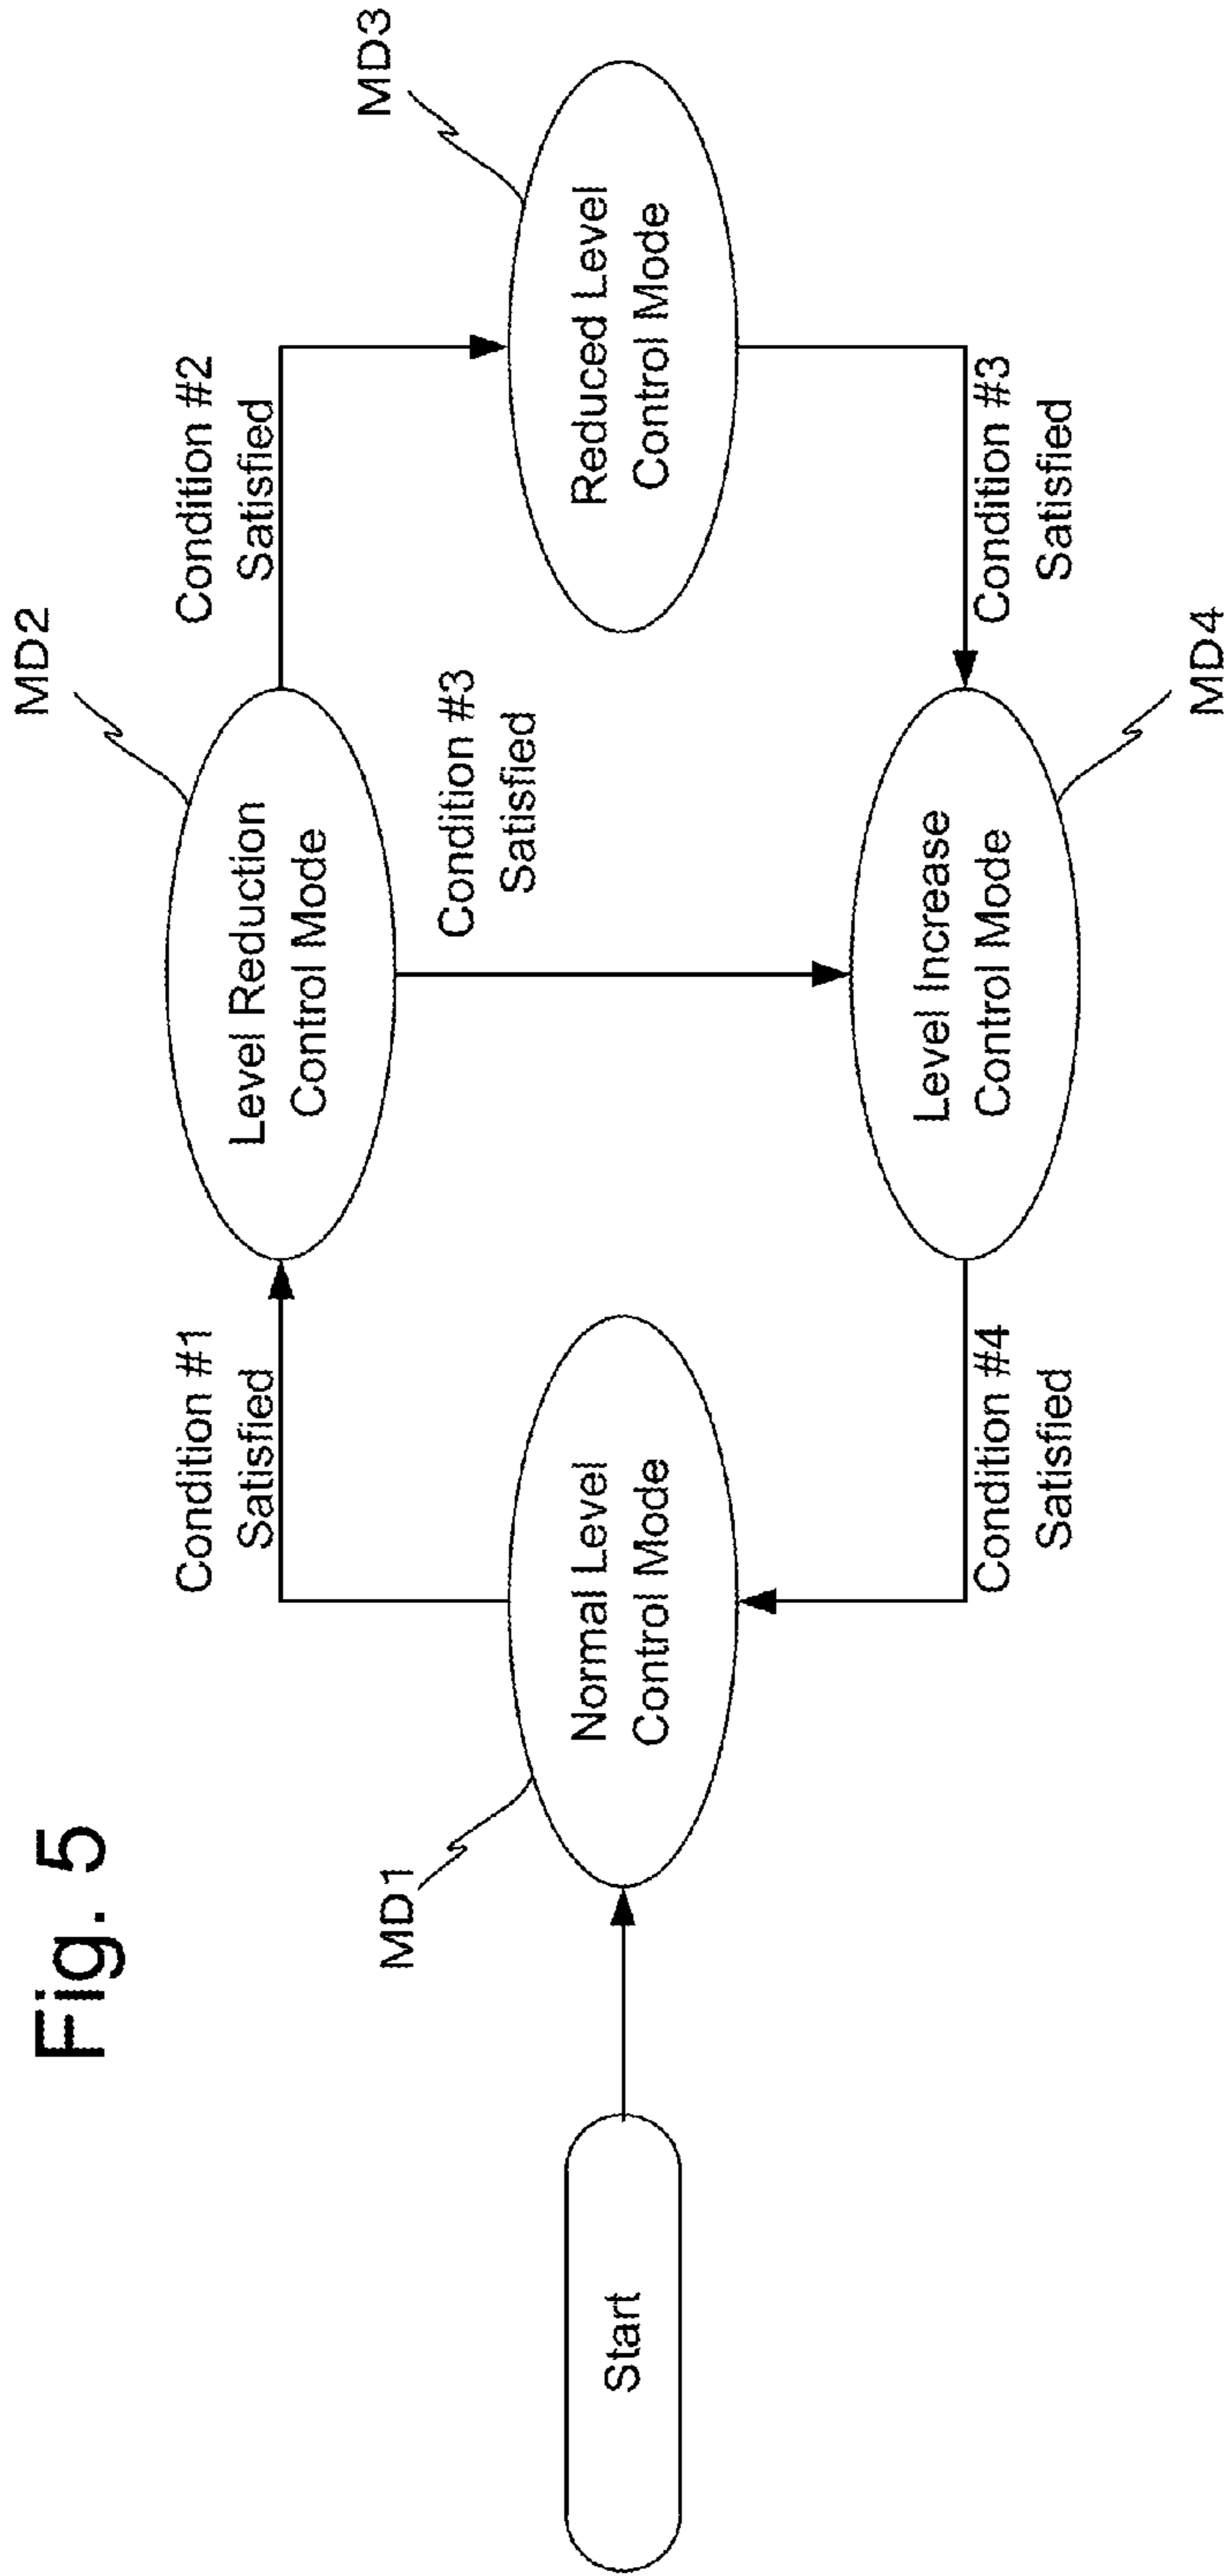 Fig. 5
MD2
Level Reduction
Control Mode
Condition #1
Satisfied
Condition #2
Satisfied
MD1
MD3
Condition #3
Satisfied
Start
Normal Level
Control Mode
Reduced Level
Control Mode
Level Increase
Control Mode
Condition #4
Satisfied
Condition #3
Satisfied
MD4